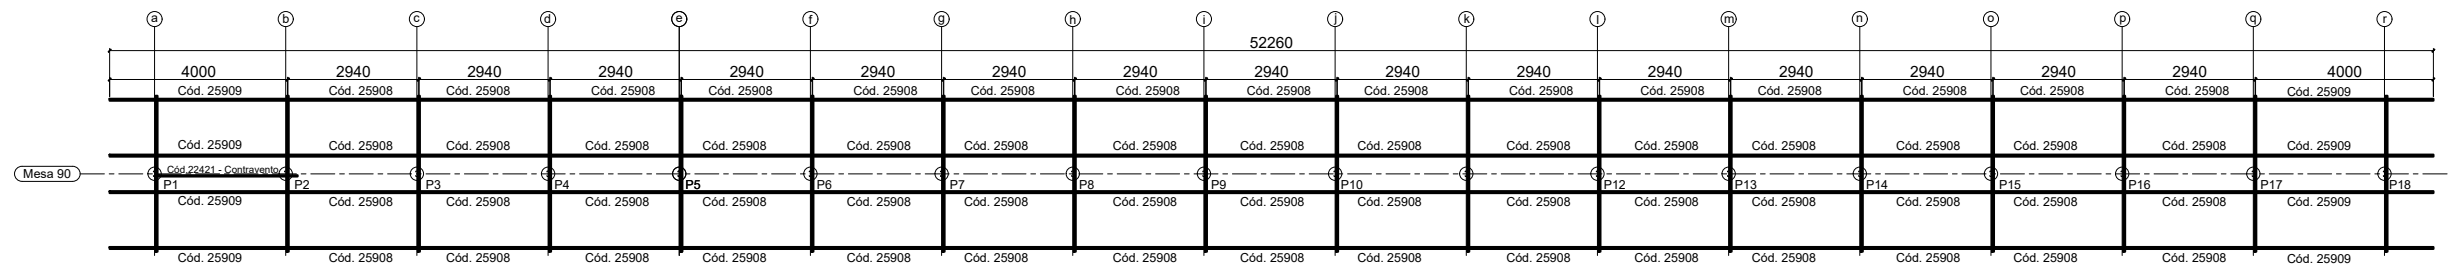 a b c d e f g h i j k l m n o p q r
52260
4000 2940 2940 2940 2940 2940 2940 2940 2940 2940 2940 2940 2940 2940 2940 2940 4000
Cód. 25909 Cód. 25908 Cód. 25908 Cód. 25908 Cód. 25908 Cód. 25908 Cód. 25908 Cód. 25908 Cód. 25908 Cód. 25908 Cód. 25908 Cód. 25908 Cód. 25908 Cód. 25908 Cód. 25908 Cód. 25908 Cód. 25909
Cód. 25909 Cód. 25908 Cód. 25908 Cód. 25908 Cód. 25908 Cód. 25908 Cód. 25908 Cód. 25908 Cód. 25908 Cód. 25908 Cód. 25908 Cód. 25908 Cód. 25908 Cód. 25908 Cód. 25908 Cód. 25908 Cód. 25909
Mesa 90 Cód.22421 - Contravento
P1 P2 P3 P4 P5 P6 P7 P8 P9 P10 P12 P13 P14 P15 P16 P17 P18
Cód. 25909 Cód. 25908 Cód. 25908 Cód. 25908 Cód. 25908 Cód. 25908 Cód. 25908 Cód. 25908 Cód. 25908 Cód. 25908 Cód. 25908 Cód. 25908 Cód. 25908 Cód. 25908 Cód. 25908 Cód. 25908 Cód. 25909
Cód. 25909 Cód. 25908 Cód. 25908 Cód. 25908 Cód. 25908 Cód. 25908 Cód. 25908 Cód. 25908 Cód. 25908 Cód. 25908 Cód. 25908 Cód. 25908 Cód. 25908 Cód. 25908 Cód. 25908 Cód. 25908 Cód. 25909